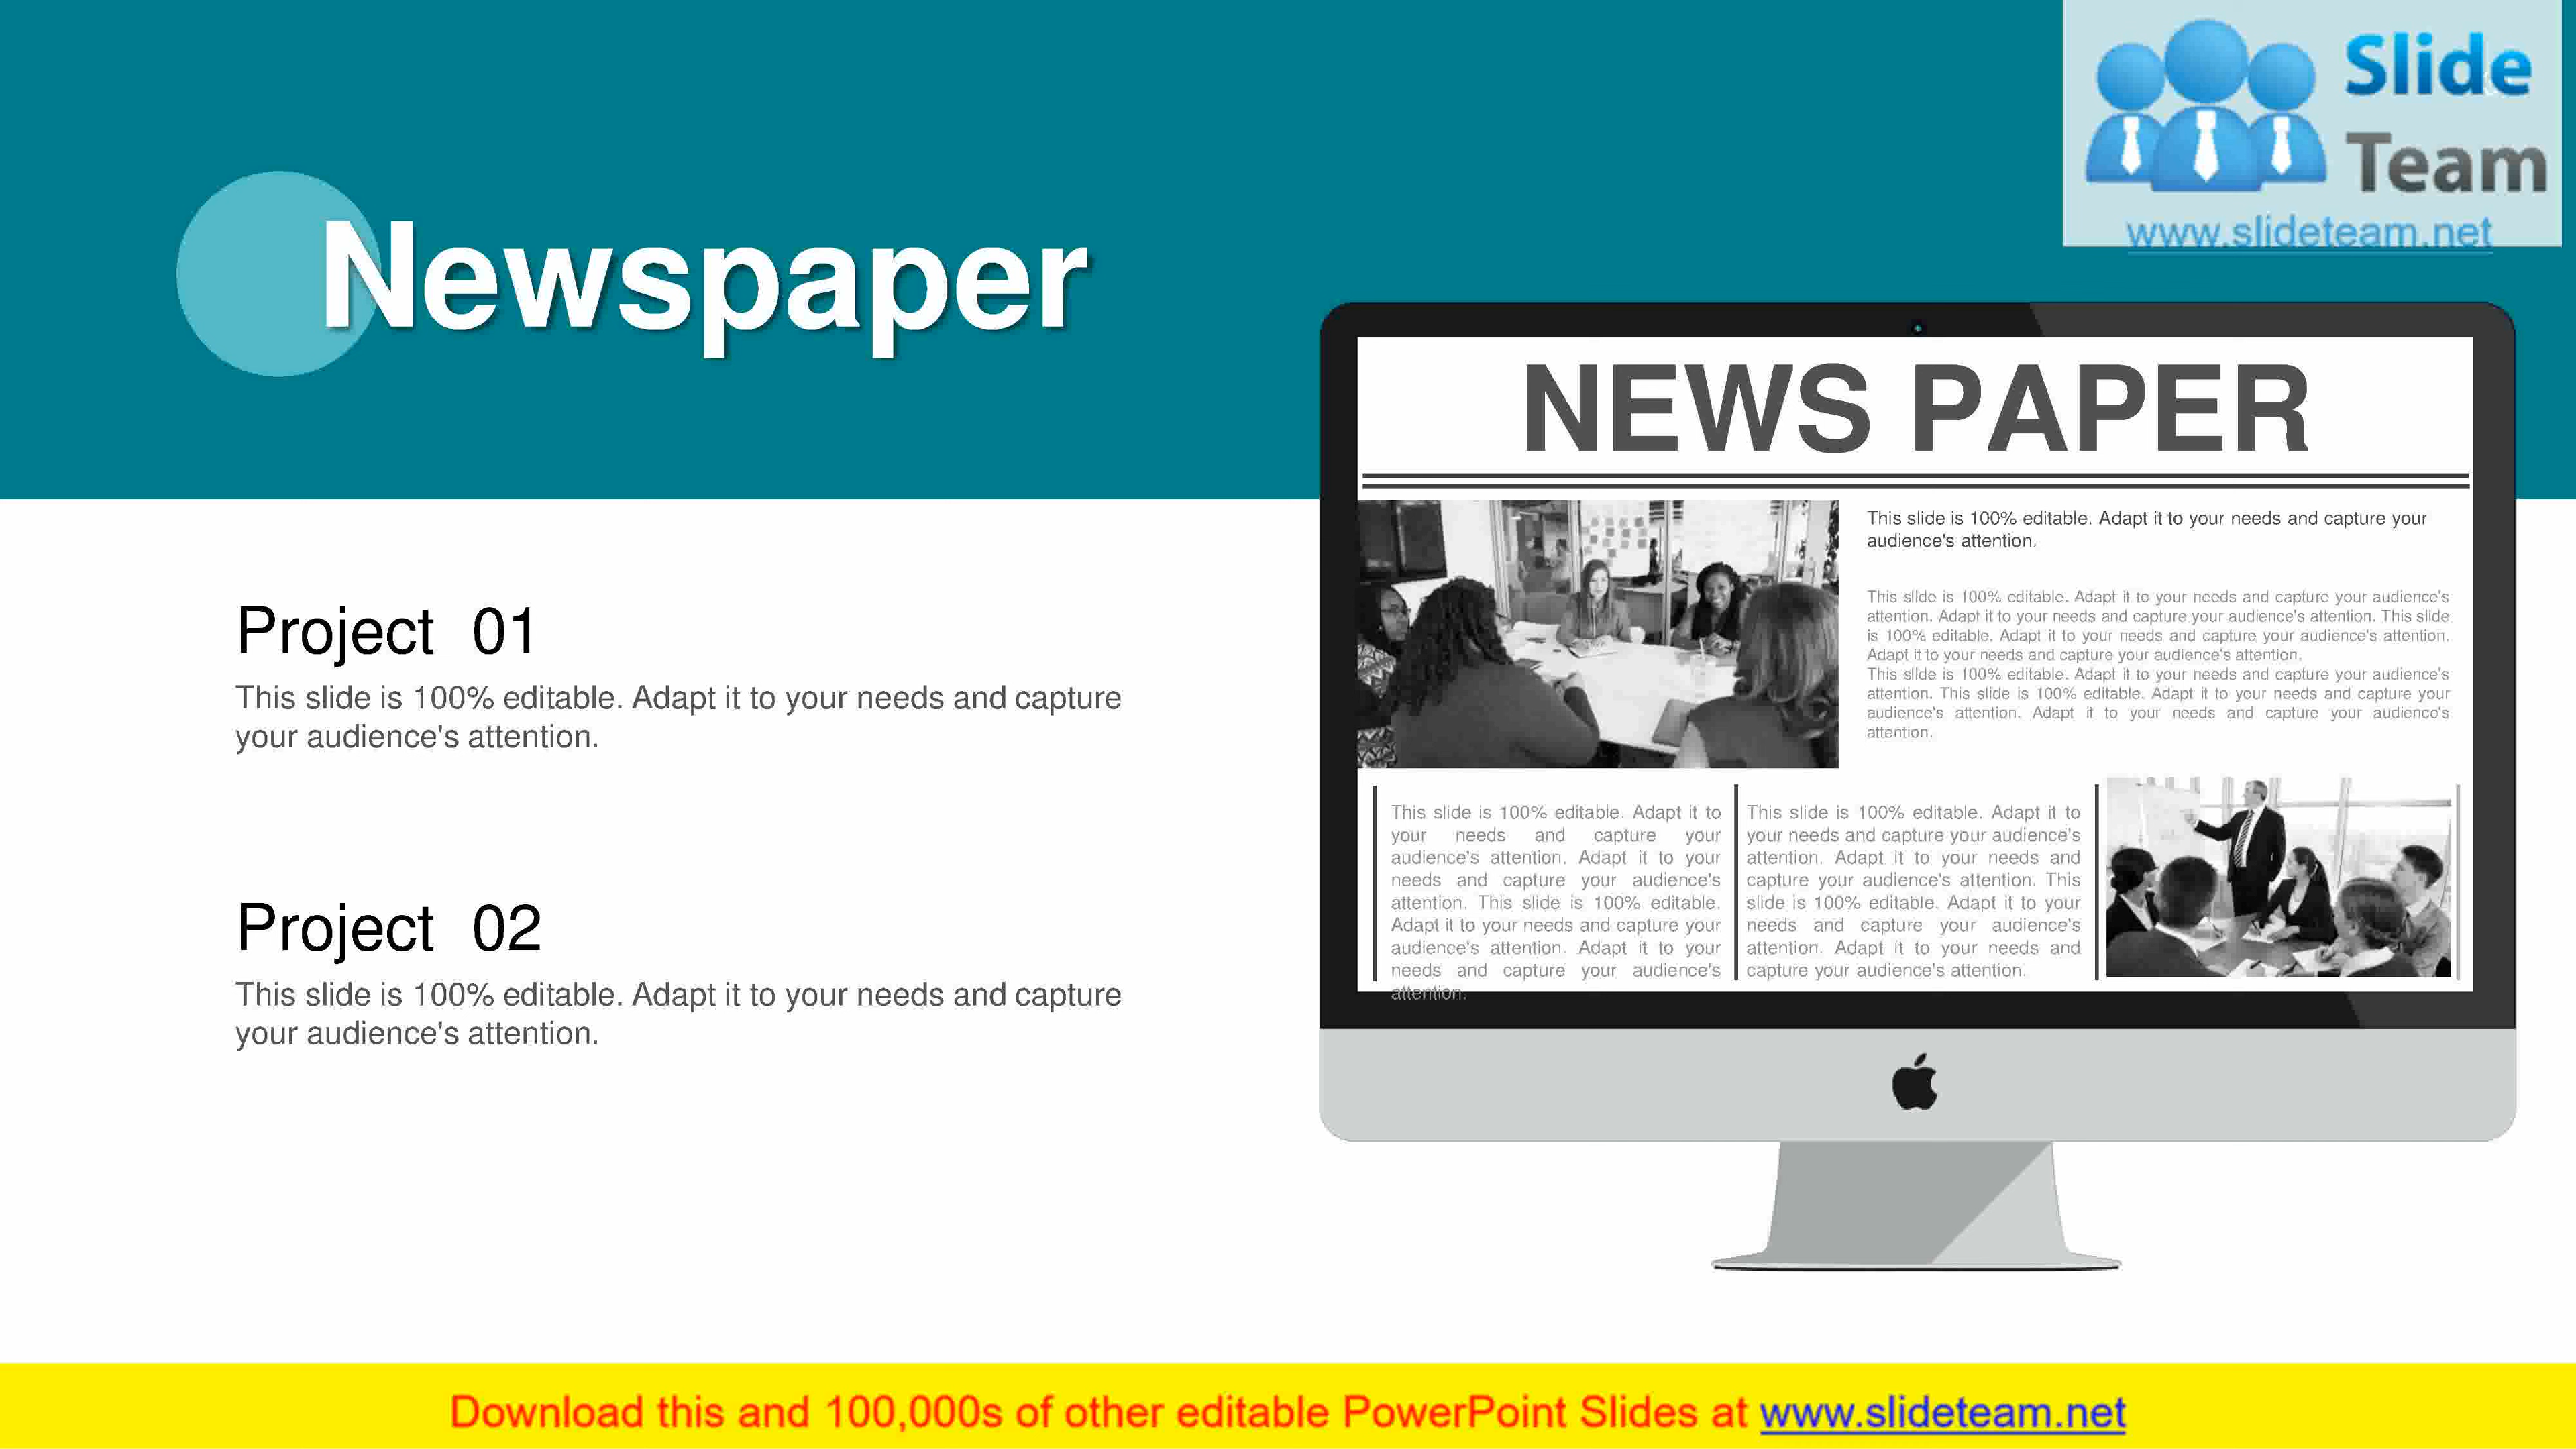 Slide
Team
www.slideteam.net
Newspaper
Project 01
This slide is 100% editable. Adapt it to your needs and capture
your audience's attention.
Project 02
This slide is 100% editable. Adapt it to your needs and capture
your audience's attention.
NEWS PAPER
This slide is 100% editable. Adapt it to your needs and capture your
audience's attention.
This slide is 100% editable. Adapt it to your needs and capture your audience's
attention. Adapt it to your needs and capture your audience's attention. This slide
is 100% editable. Adapt it to your needs and capture your audience's attention.
Adapt it to your needs and capture your audience's attention.
This slide is 100% editable. Adapt it to your needs and capture your audience's
attention. This slide is 100% editable. Adapt it to your needs and capture your
audience's attention. Adapt it to your needs and capture your audience's
attention.
This slide is 100% editable. Adapt it to
your needs and capture your
audience's attention. Adapt it to your
needs and capture your audience's
attention. This slide is 100% editable.
Adapt it to your needs and capture your
audience's attention. Adapt it to your
needs and capture your audience's
attention.
This slide is 100% editable. Adapt it to
your needs and capture your audience's
attention. Adapt it to your needs and
capture your audience's attention. This
slide is 100% editable. Adapt it to your
needs and capture your audience's
attention. Adapt it to your needs and
capture your audience's attention.
Download this and 100,000s of other editable PowerPoint Slides at www.slideteam.net